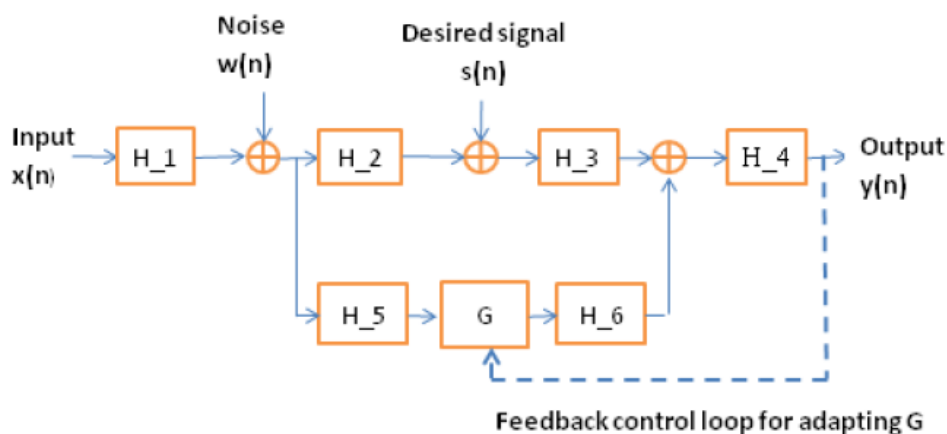 Noise
w(n)
Desired signal
s(n)
Input
x(n)
H_1
H_2
H_3
H_4
Output
y(n)
H_5
G
H_6
Feedback control loop for adapting G